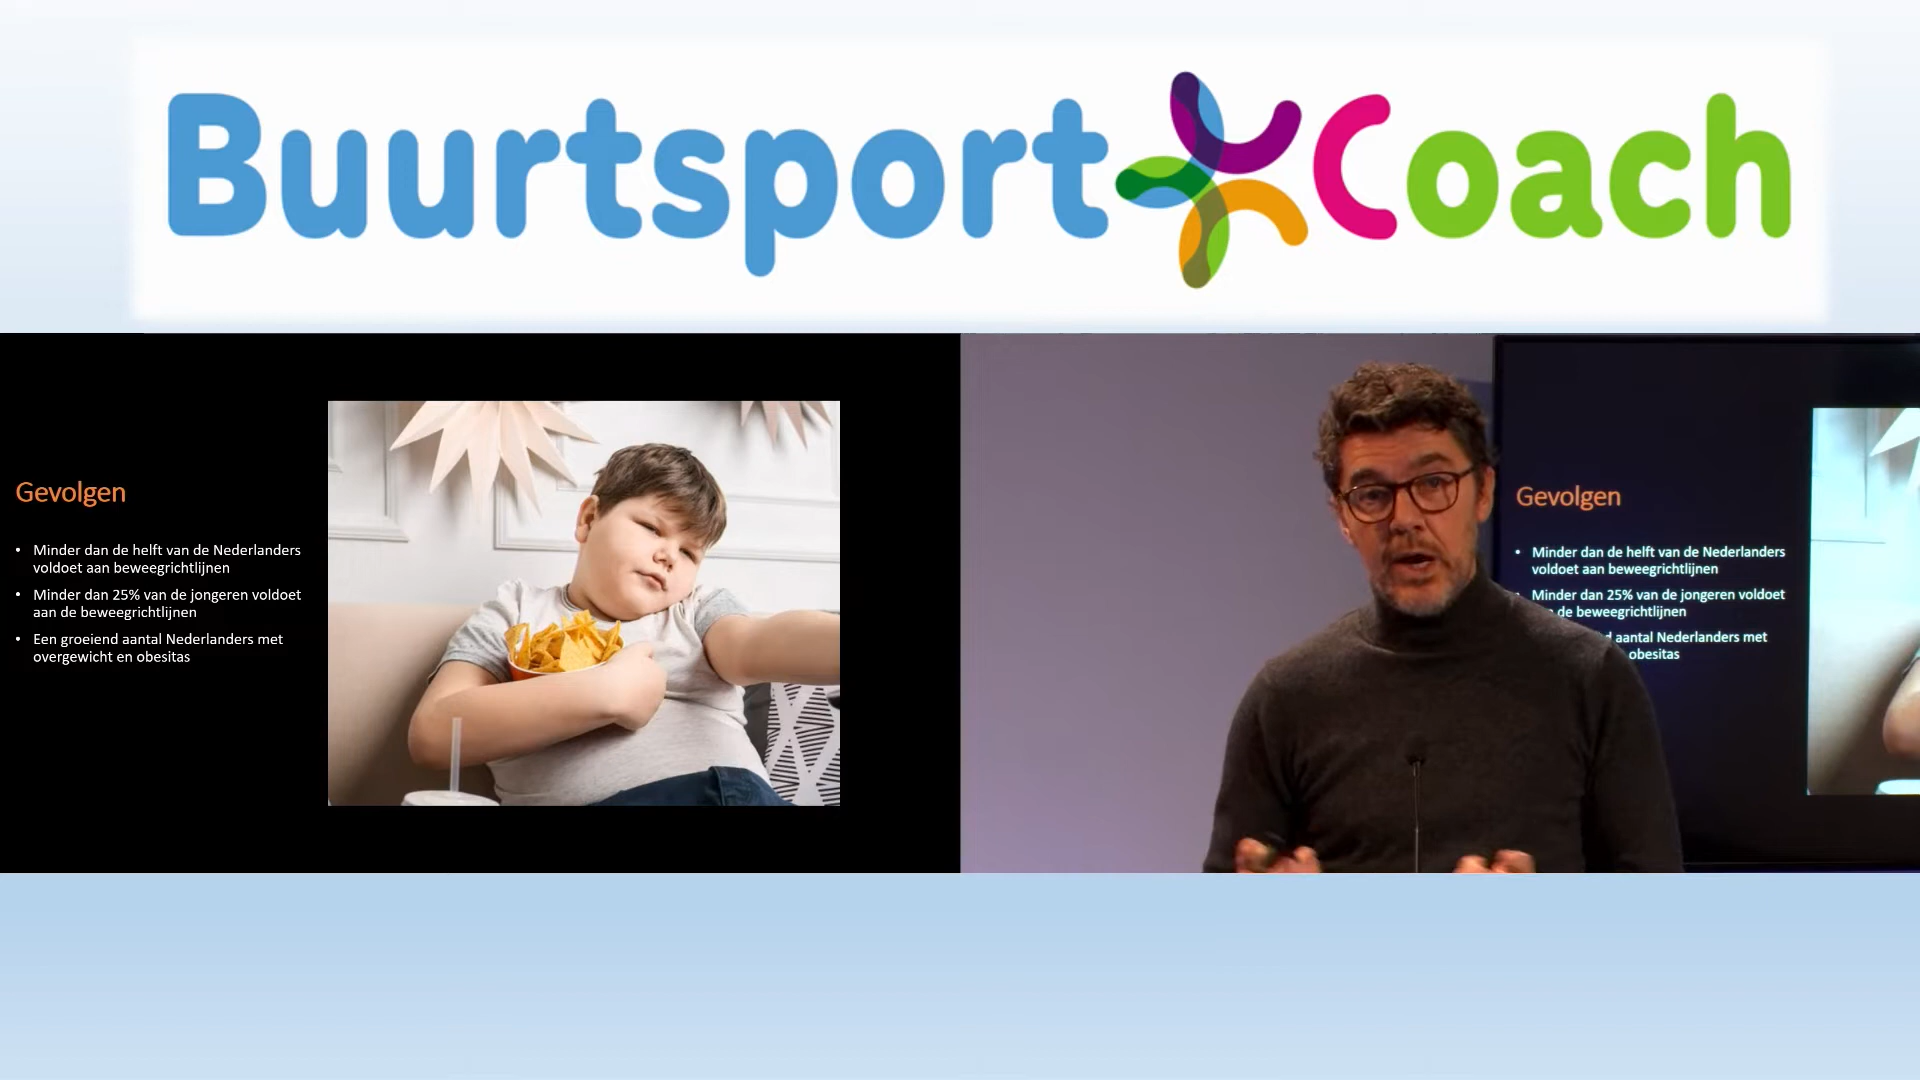 Buurtsport Coach
Gevolgen
• Minder dan de helft van de Nederlanders
voldoet aan beweegrichtlijnen
• Minder dan 25% van de jongeren voldoet
aan de beweegrichtlijnen
• Een groeiend aantal Nederlanders met
overgewicht en obesitas
Gevolgen
• Minder dan de helft van de Nederlanders
voldoet aan beweegrichtlijnen
Minder dan 25% van de jongeren voldoet
de beweegrichtlijnen
aantal Nederlanders met
obesitas